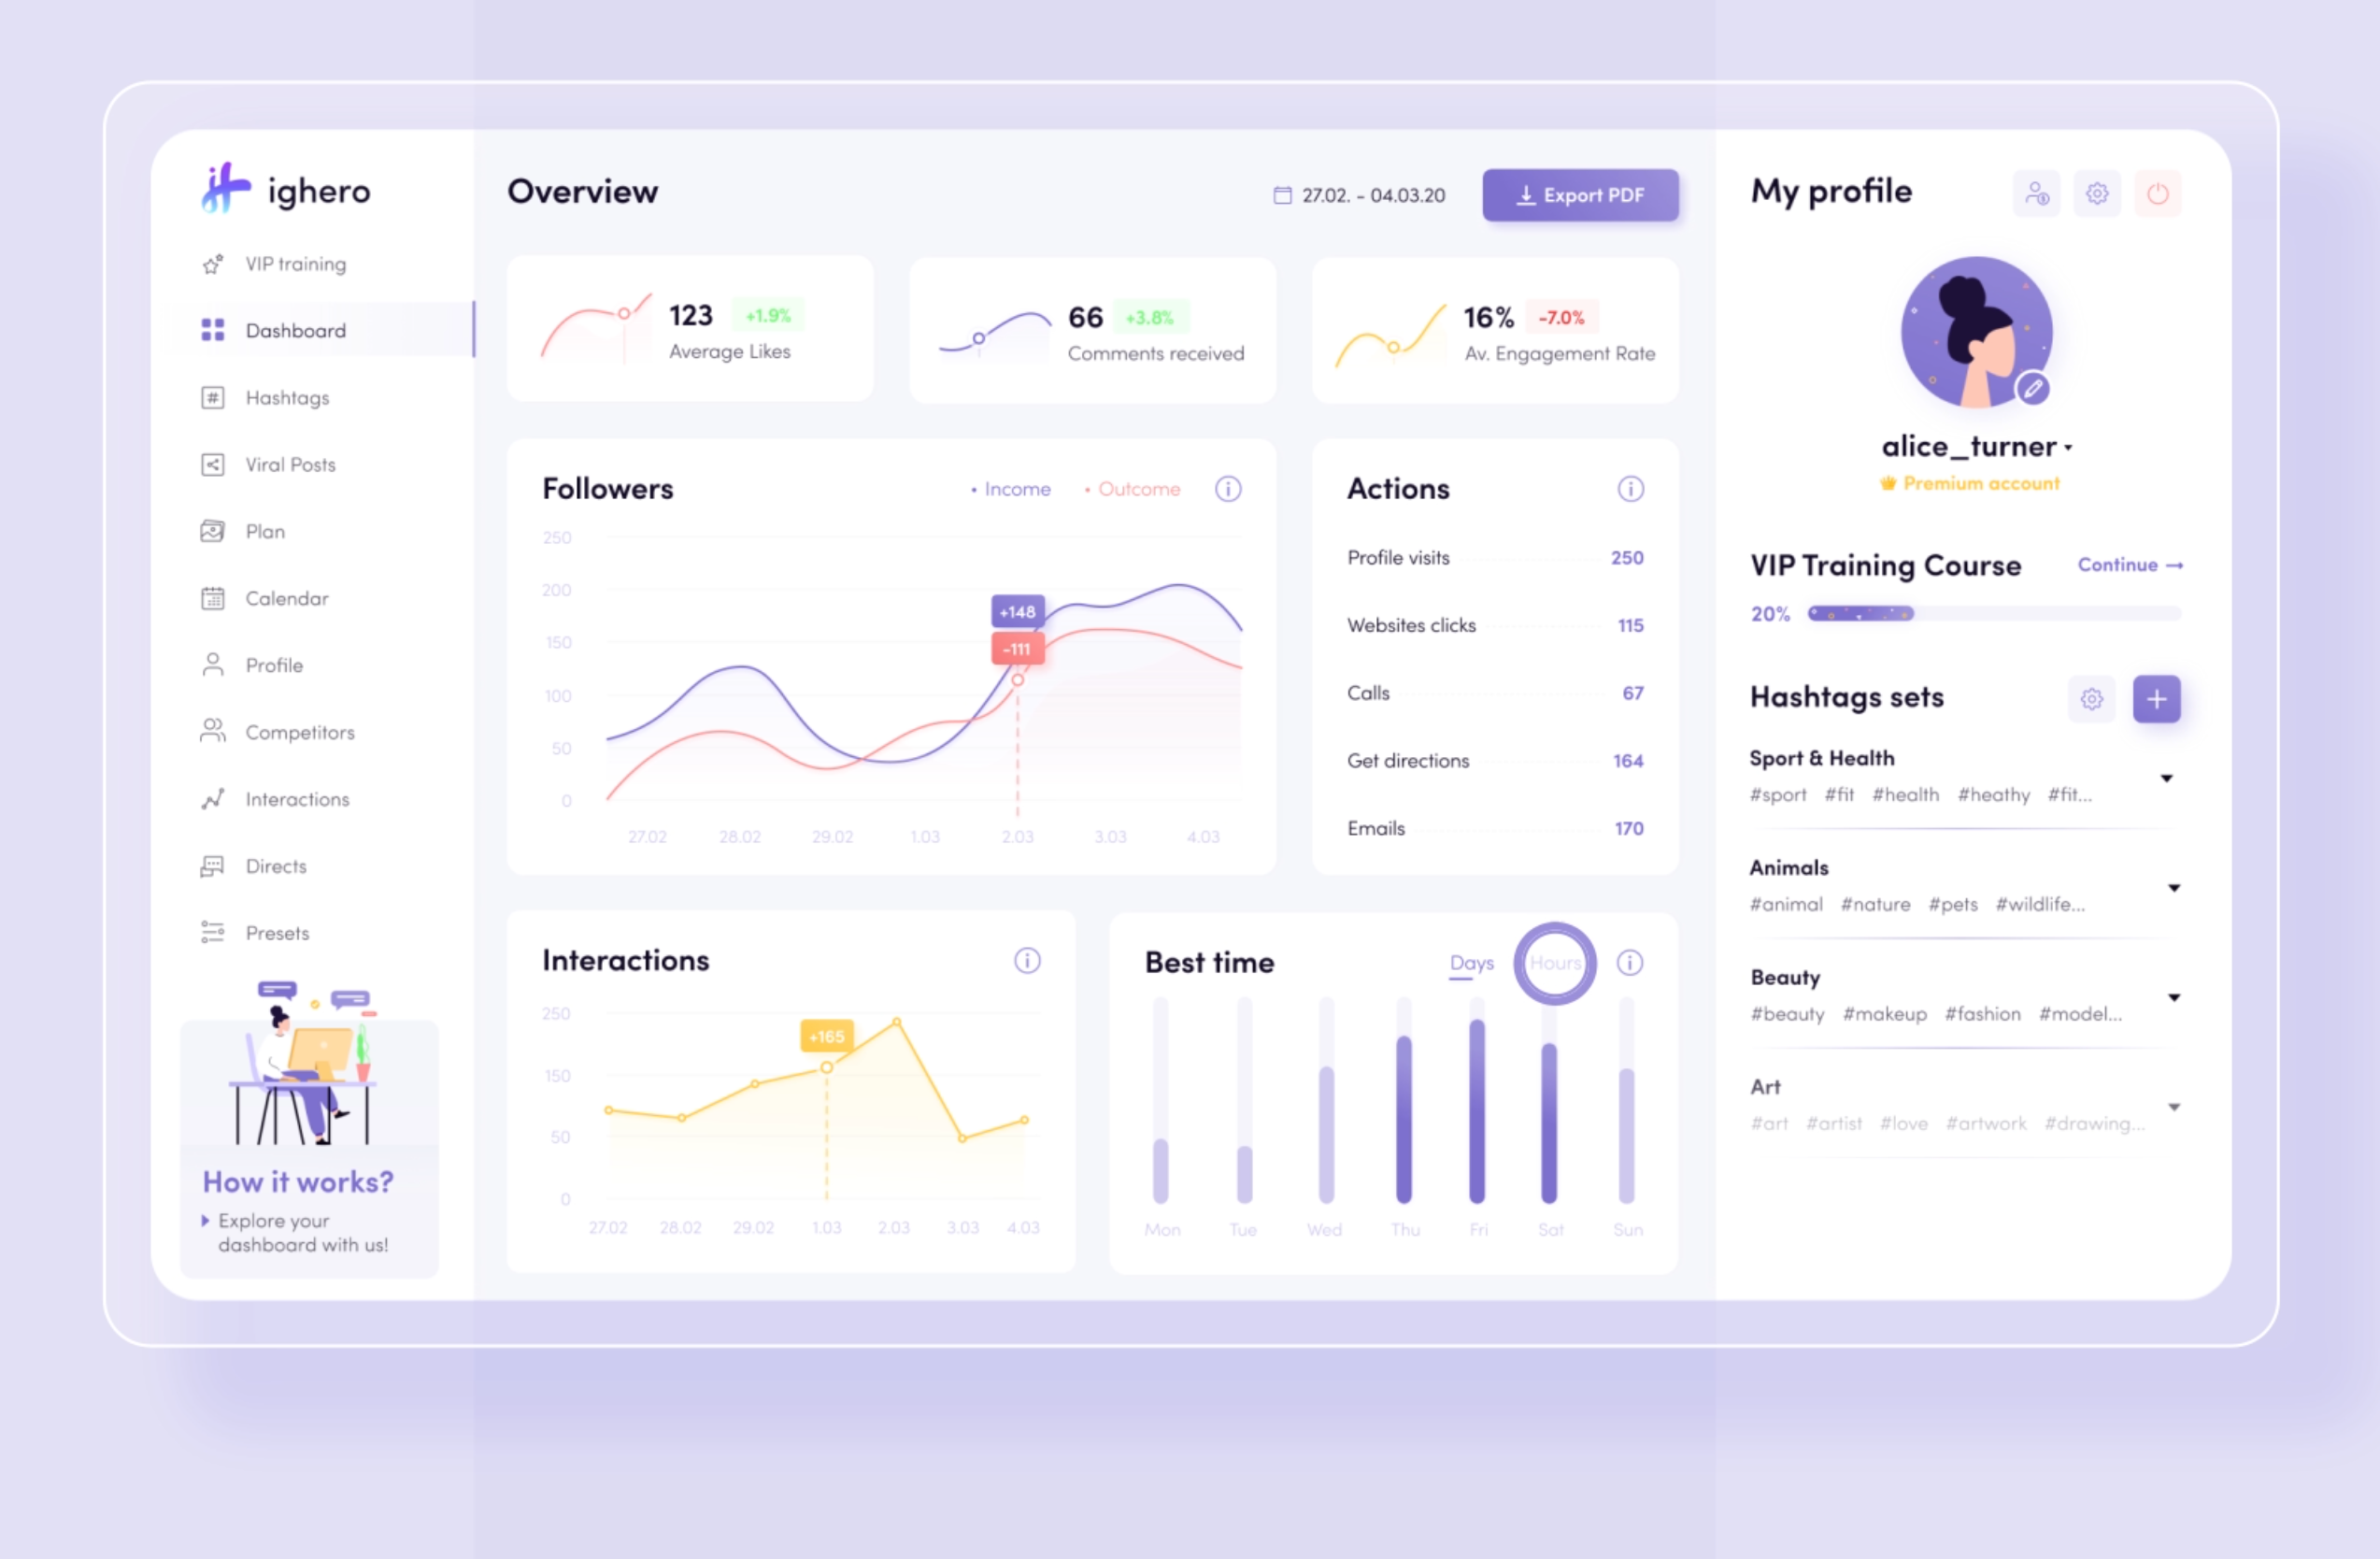 ighero
VIP training
Dashboard
Hashtags
Viral Posts
Plan
Calendar
Profile
Competitors
Interactions
Directs
Presets
How it works?
Explore your
dashboard with us!
Overview
27.02. - 04.03.20
Export PDF
123 +1.9%
Average Likes
66 +3.8%
Comments received
16% -7.0%
Av. Engagement Rate
Followers
• Income • Outcome
250
200
150
100
50
0
+148
-111
27.02 28.02 29.02 1.03 2.03 3.03 4.03
Actions
Profile visits 250
Websites clicks 115
Calls 67
Get directions 164
Emails 170
Interactions
250
150
50
0
+165
27.02 28.02 29.02 1.03 2.03 3.03 4.03
Best time
Days Hours
Mon Tue Wed Thu Fri Sat Sun
My profile
alice_turner
Premium account
VIP Training Course Continue →
20%
Hashtags sets
Sport & Health
#sport #fit #health #heathy #fit...
Animals
#animal #nature #pets #wildlife...
Beauty
#beauty #makeup #fashion #model...
Art
#art #artist #love #artwork #drawing...